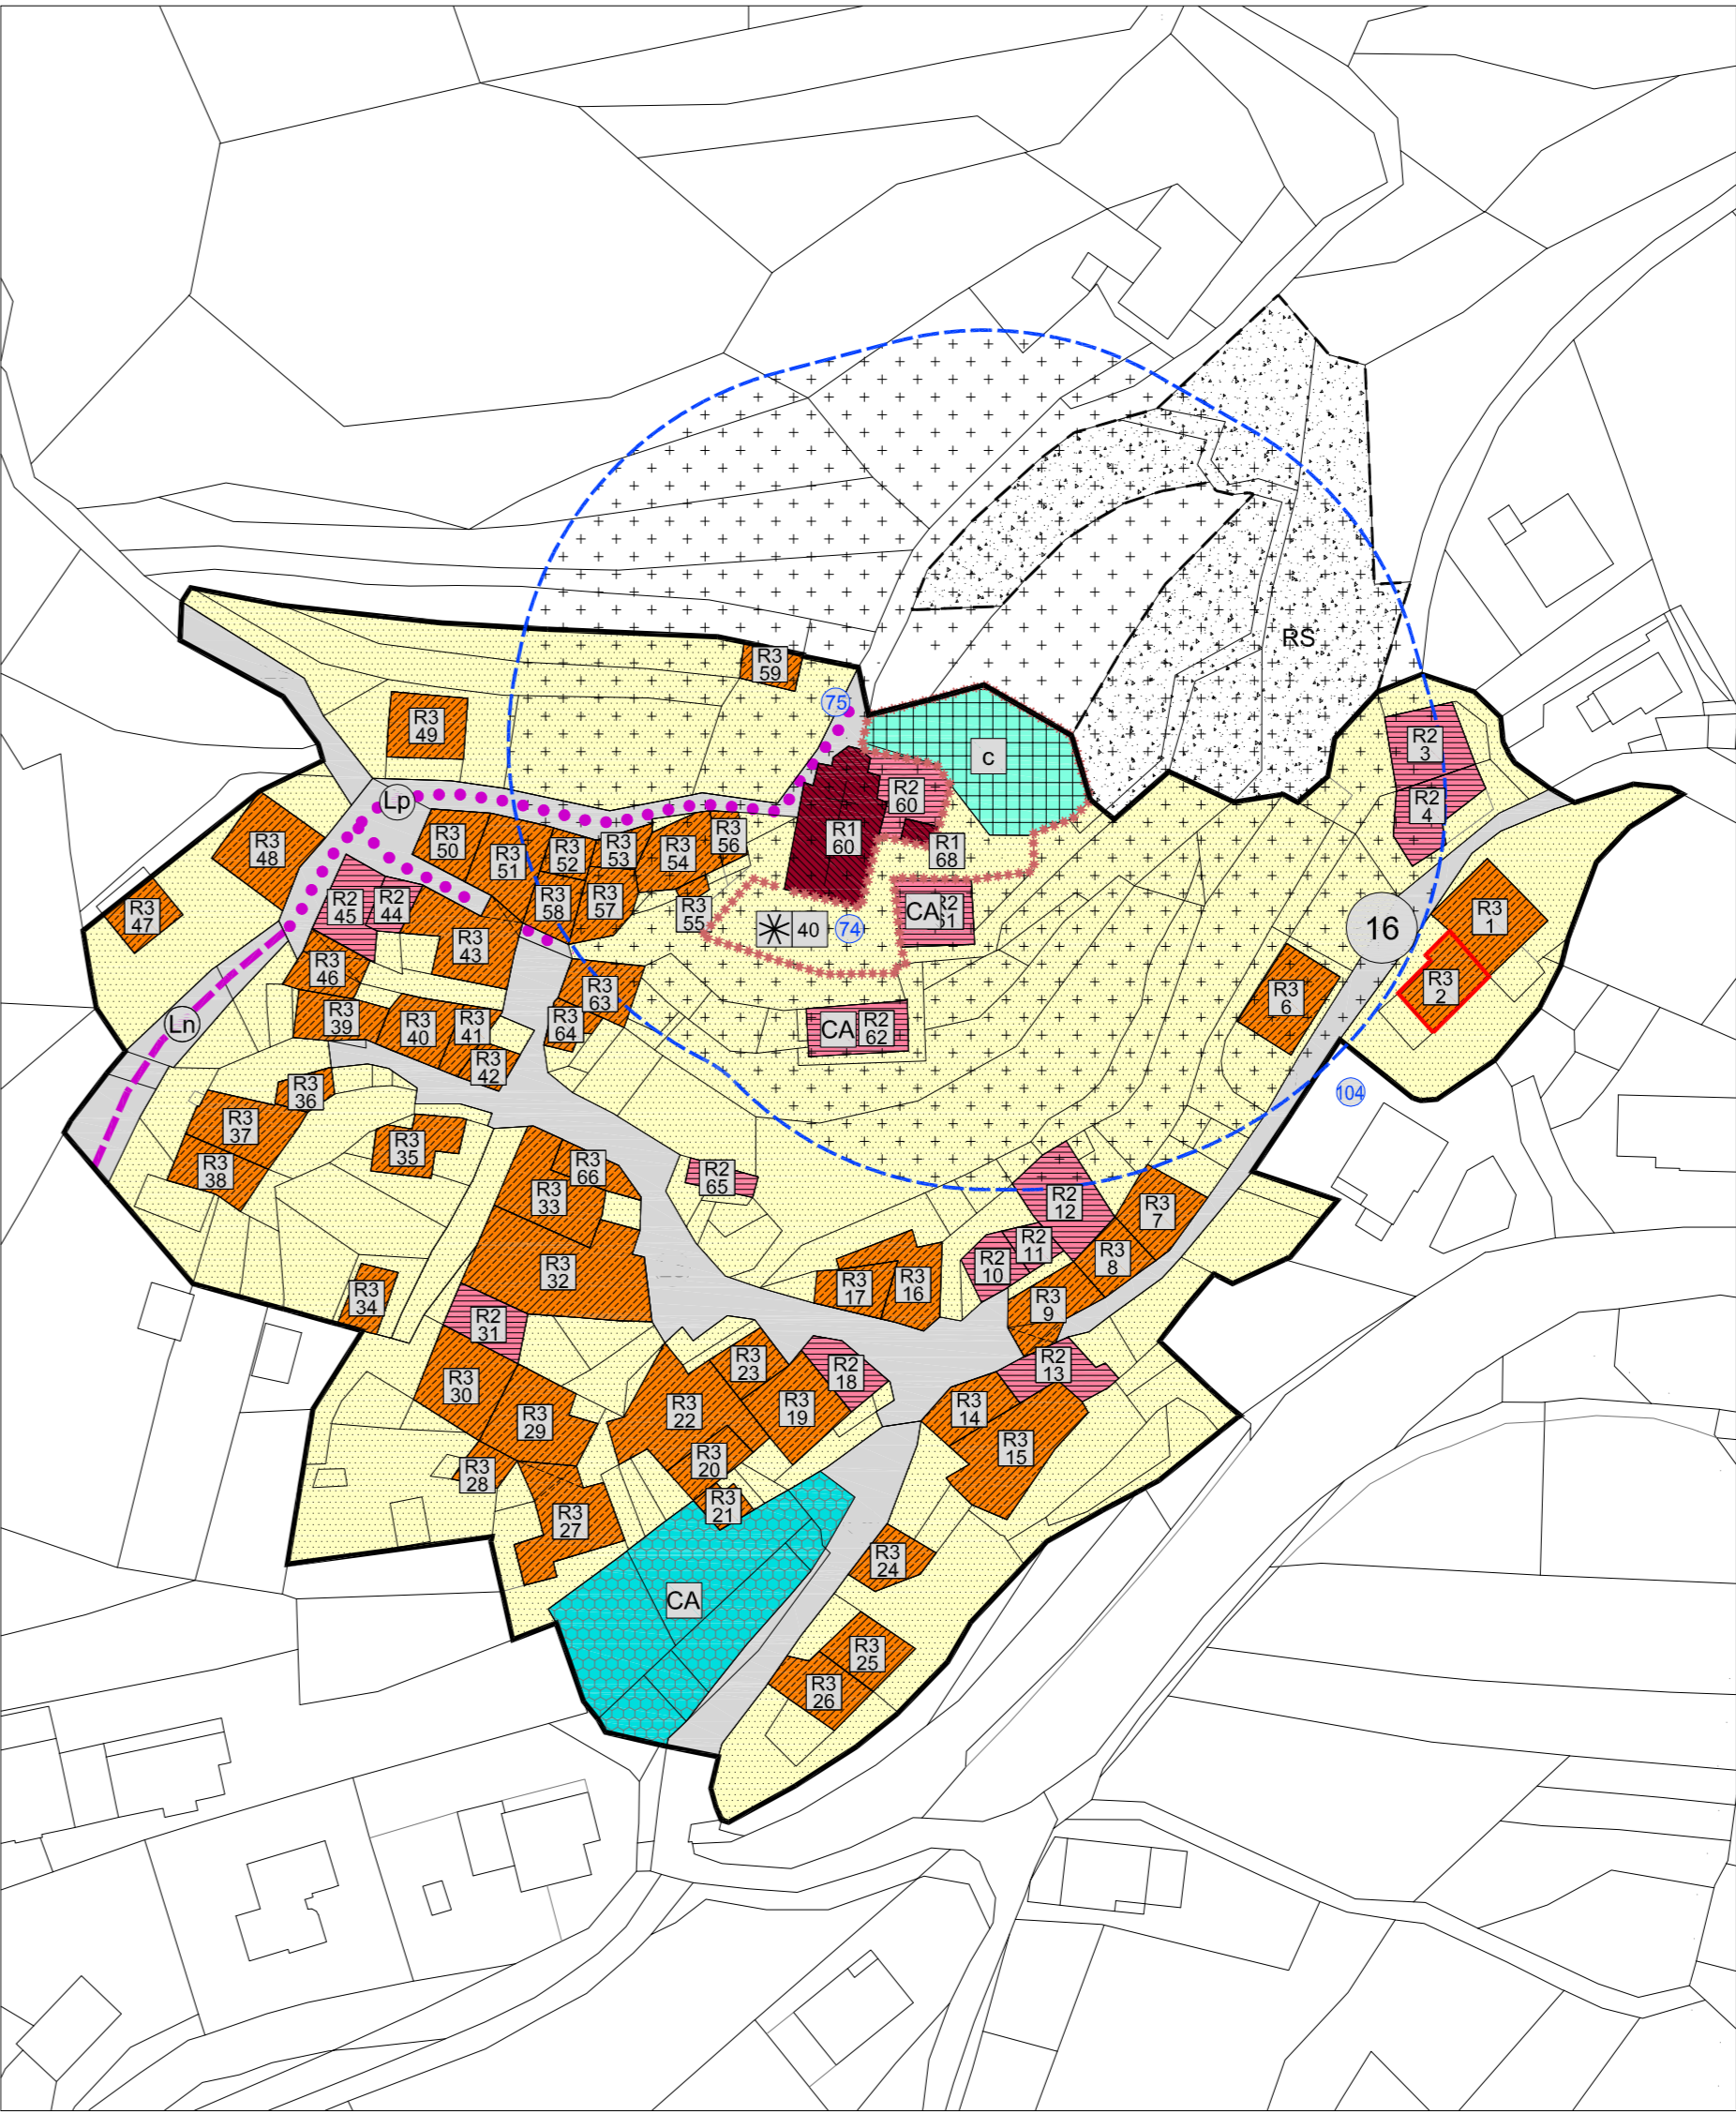 RS
R3
59
75
R3
49
R2
3
c
R2
60
Lp
R2
4
R3
50
R3
51
R3
52
R3
53
R3
54
R3
56
R1
60
R1
68
R3
48
R3
47
R2
45
R2
44
R3
58
R3
57
R3
55
CA
40
74
16
R3
1
R3
43
R3
46
R3
2
R3
6
R3
63
R3
64
Ln
R3
39
R3
40
R3
41
R3
42
CA
R2
62
R3
36
104
R3
37
R3
35
R3
38
R3
66
R2
65
R3
33
R2
12
R3
7
R2
11
R3
8
R2
10
R3
32
R3
34
R3
17
R3
16
R3
9
R2
31
R3
23
R2
18
R2
13
R3
30
R3
29
R3
22
R3
19
R3
14
R3
15
R3
28
R3
20
R3
21
R3
27
R3
24
CA
R3
25
R3
26